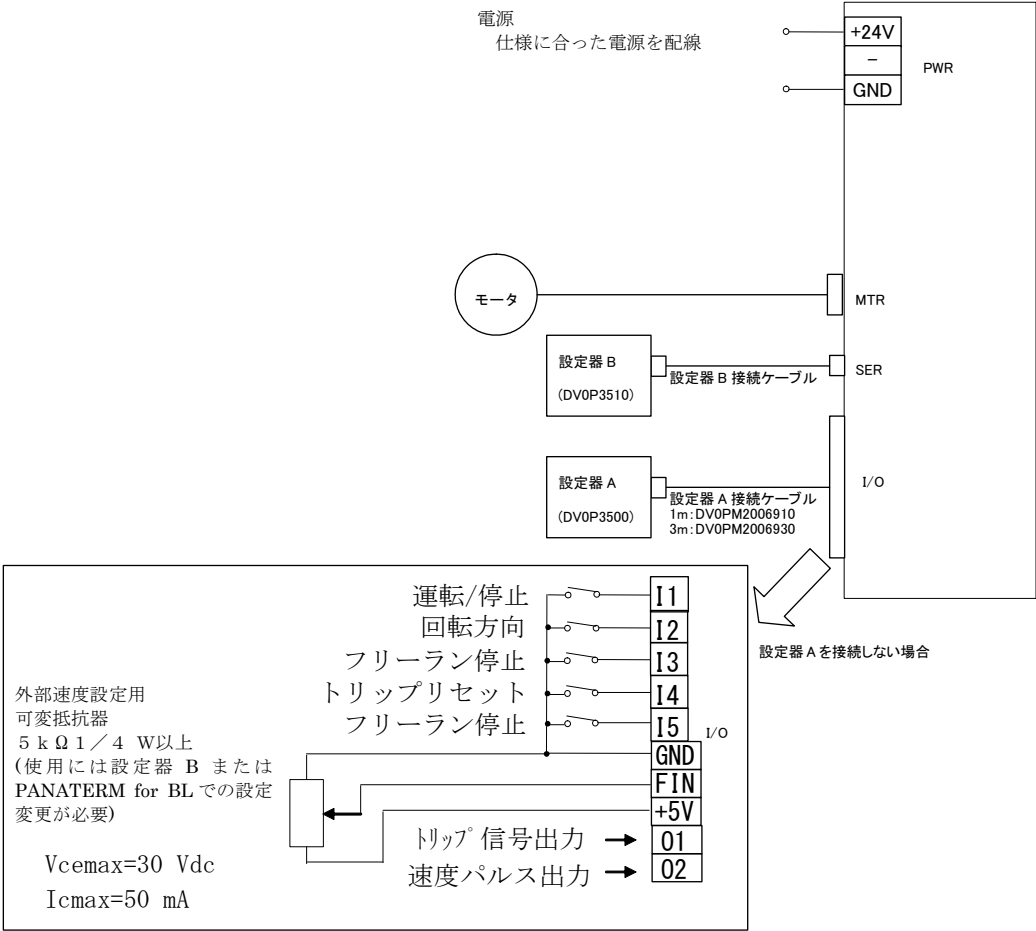 電源
仕様に合った電源を配線
+24V
−
GND
PWR
モータ
MTR
設定器 B
(DV0P3510)
設定器 B 接続ケーブル
SER
設定器 A
(DV0P3500)
設定器 A 接続ケーブル
1m:DV0PM2006910
3m:DV0PM2006930
I/O
設定器 A を接続しない場合
運転/停止
I1
回転方向
I2
フリーラン停止
I3
トリップリセット
I4
フリーラン停止
I5
I/O
GND
FIN
+5V
外部速度設定用
可変抵抗器
5 k Ω 1/4 W以上
(使用には設定器 B または
PANATERM for BL での設定
変更が必要)
ﾄﾘｯﾌﾟ信号出力
O1
速度パルス出力
O2
Vcemax=30 Vdc
Icmax=50 mA